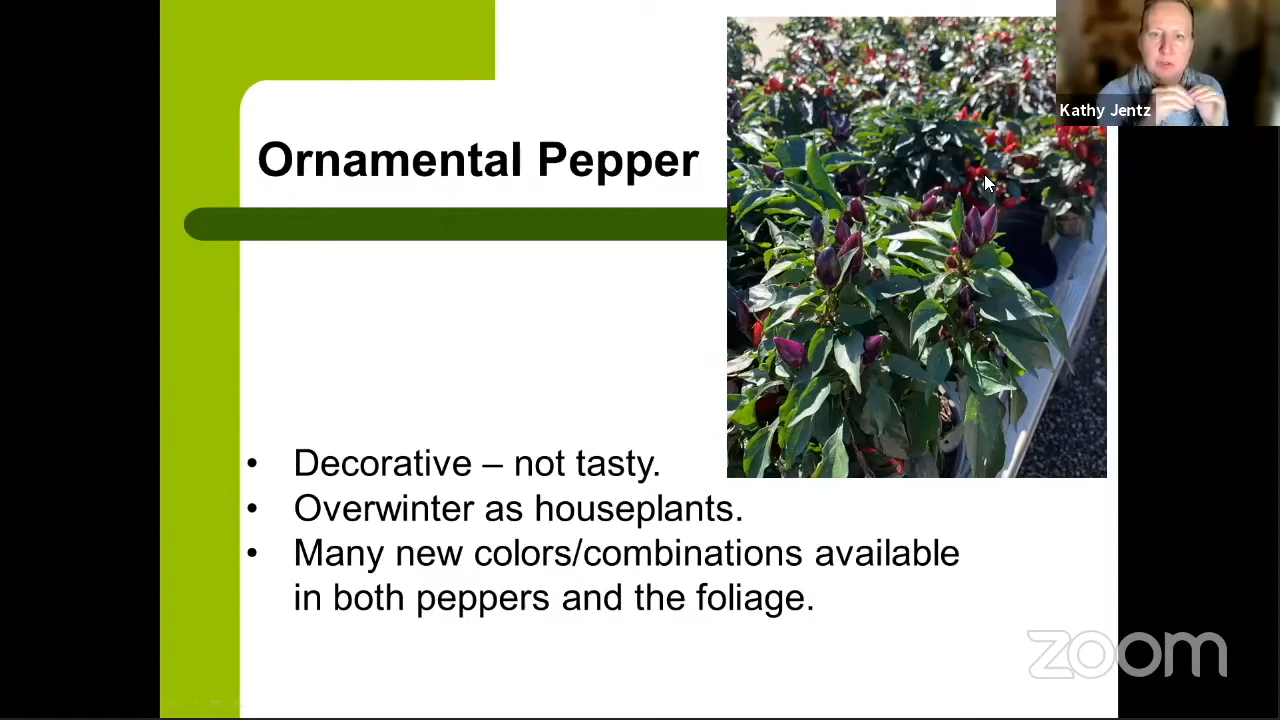 Kathy Jentz
Ornamental Pepper
• Decorative – not tasty.
• Overwinter as houseplants.
• Many new colors/combinations available
in both peppers and the foliage.
zoom